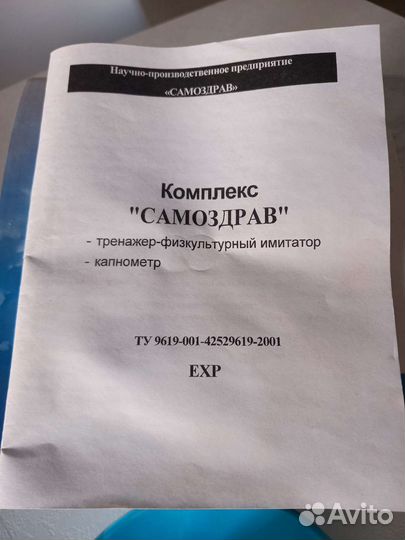 Научно-производственное предприятие
«САМОЗДРАВ»
Комплекс
"САМОЗДРАВ"
- тренажер-физкультурный имитатор
- капнометр
ТУ 9619-001-42529619-2001
EXP
Avito